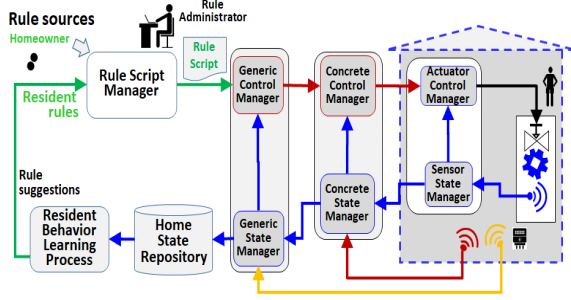 Rule sources
Homeowner
Rule
Administrator
Rule
Script
Rule Script
Manager
Resident
rules
Generic
Control
Manager
Concrete
Control
Manager
Actuator
Control
Manager
Rule
suggestions
Resident
Behavior
Learning
Process
Home
State
Repository
Generic
State
Manager
Concrete
State
Manager
Sensor
State
Manager